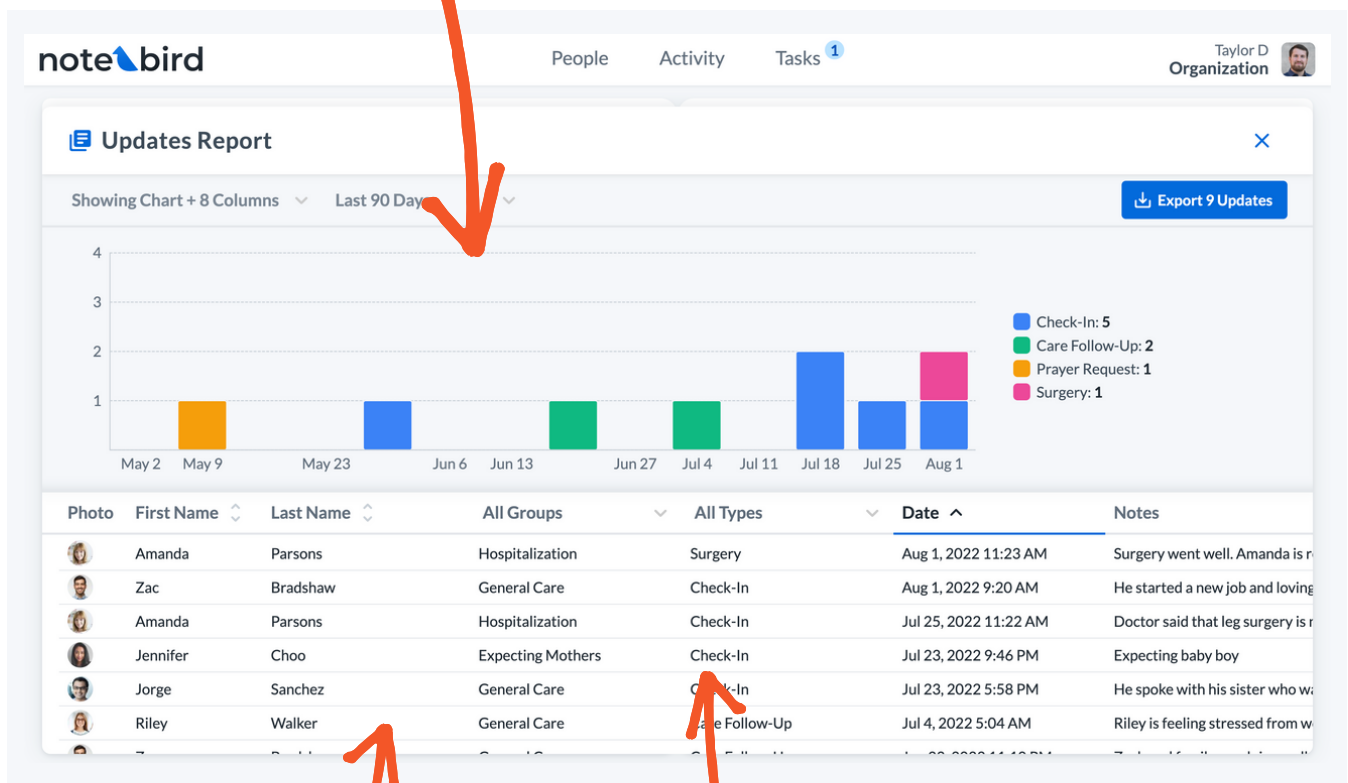 notebird People Activity Tasks 1 Taylor D
Organization
Updates Report
Showing Chart + 8 Columns Last 90 Day
Export 9 Updates
4
3
2
1
May 2 May 9 May 23 Jun 6 Jun 13 Jun 27 Jul 4 Jul 11 Jul 18 Jul 25 Aug 1
Check-In: 5
Care Follow-Up: 2
Prayer Request: 1
Surgery: 1
Photo First Name Last Name All Groups All Types Date Notes
Amanda Parsons Hospitalization Surgery Aug 1, 2022 11:23 AM Surgery went well. Amanda is
Zac Bradshaw General Care Check-In Aug 1, 2022 9:20 AM He started a new job and loving
Amanda Parsons Hospitalization Check-In Jul 25, 2022 11:22 AM Doctor said that leg surgery is
Jennifer Choo Expecting Mothers Check-In Jul 23, 2022 9:46 PM Expecting baby boy
Jorge Sanchez General Care Check-In Jul 23, 2022 5:58 PM He spoke with his sister who
Riley Walker General Care Care Follow-Up Jul 4, 2022 5:04 AM Riley is feeling stressed from